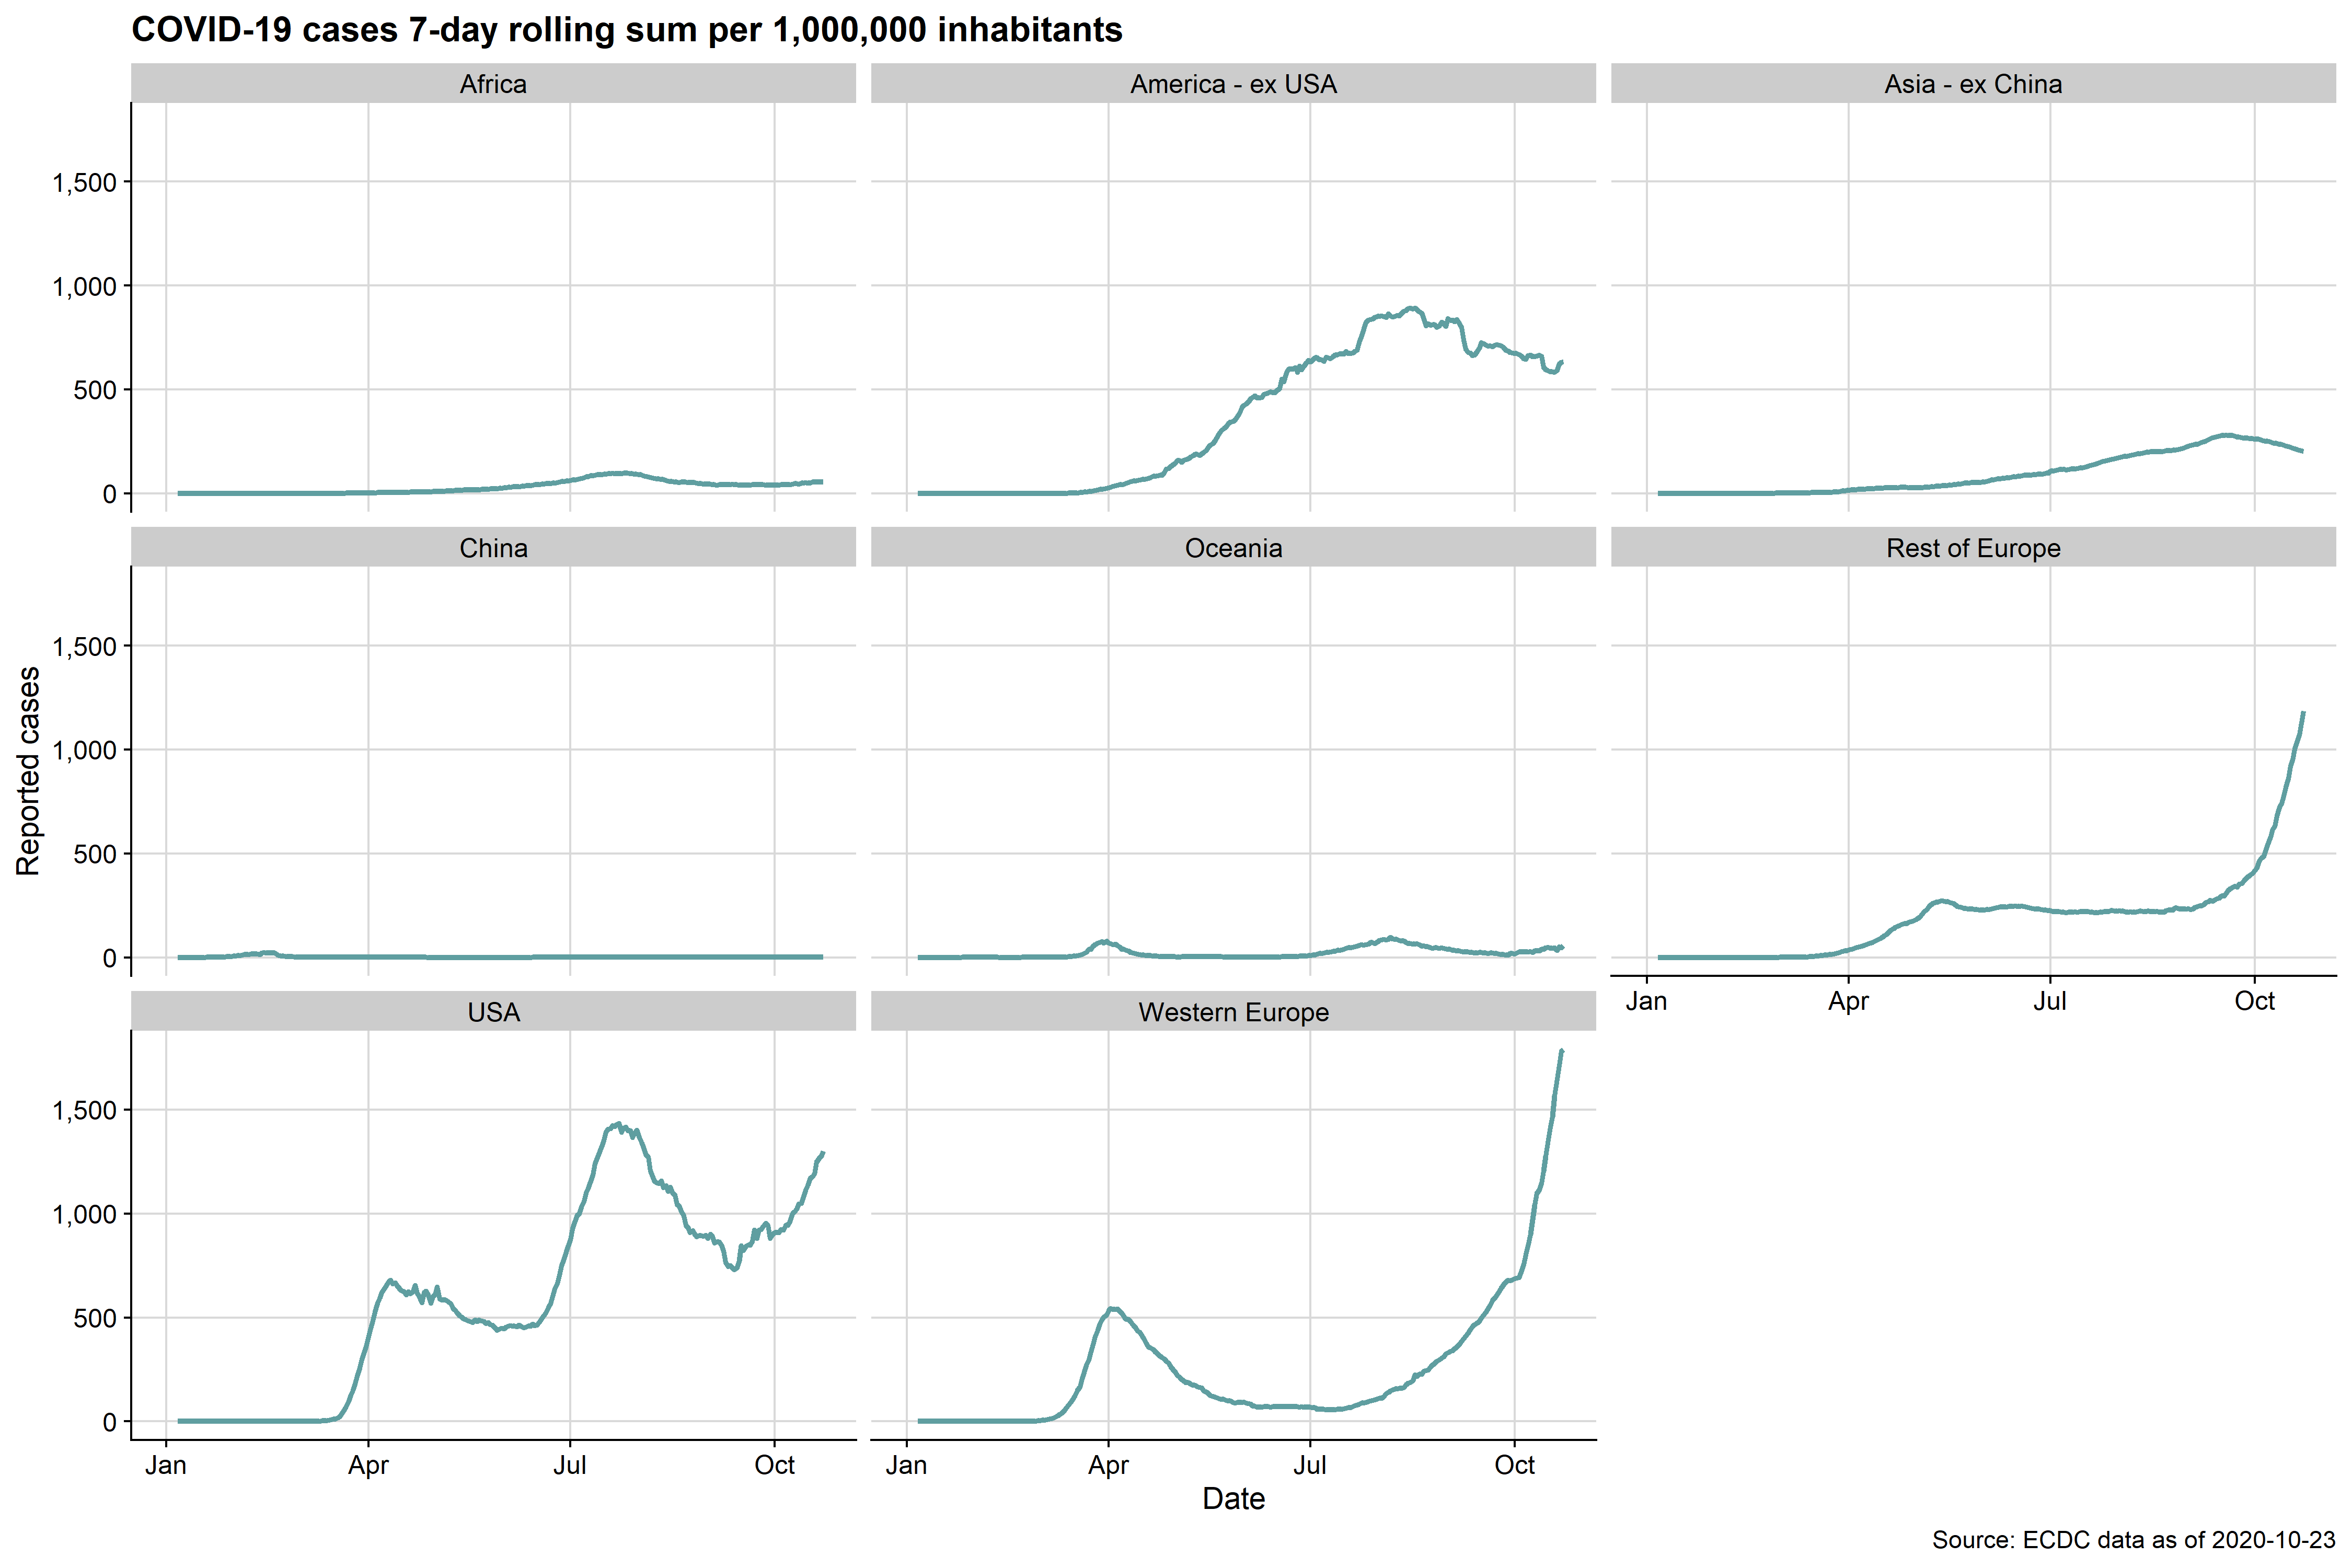 COVID-19 cases 7-day rolling sum per 1,000,000 inhabitants
Africa
America - ex USA
Asia - ex China
1,500
1,000
500
0
China
Oceania
Rest of Europe
Reported cases
1,500
1,000
500
0
Jan Apr Jul Oct
USA
Western Europe
1,500
1,000
500
0
Jan Apr Jul Oct
Jan Apr Jul Oct
Date
Source: ECDC data as of 2020-10-23